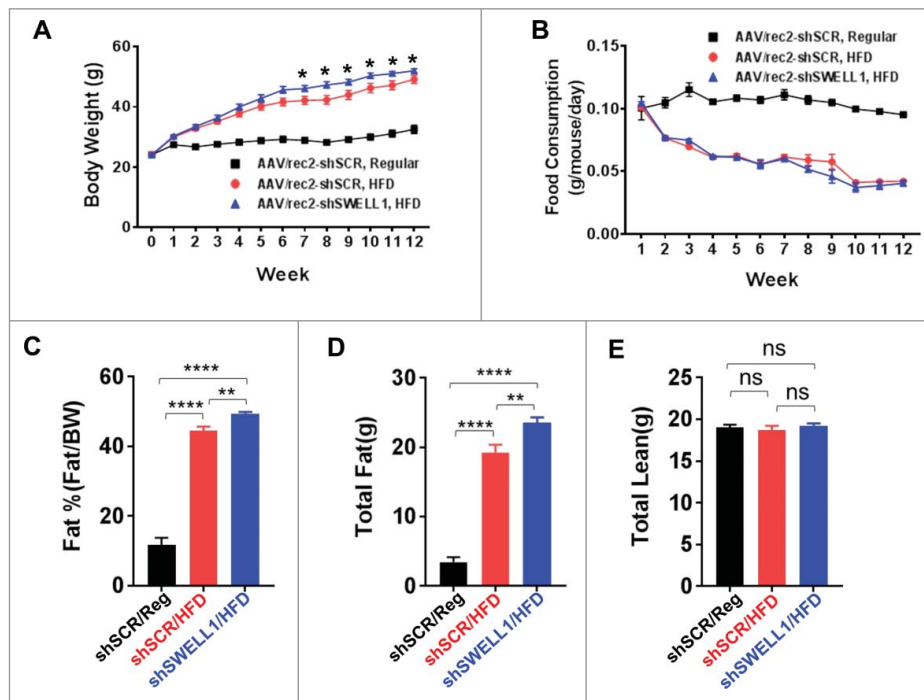 A
Body Weight (g)
60
40
20
0
* * * * * *
AAV/rec2-shSCR, Regular
AAV/rec2-shSCR, HFD
AAV/rec2-shSWELL1, HFD
0 1 2 3 4 5 6 7 8 9 10 11 12
Week
B
AAV/rec2-shSCR, Regular
AAV/rec2-shSCR, HFD
AAV/rec2-shSWELL1, HFD
Food Consumption
(g/mouse/day)
0.15
0.10
0.05
0.00
1 2 3 4 5 6 7 8 9 10 11 12
Week
C
Fat %(Fat/BW)
60
40
20
0
****
**** **
shSCR/Reg
shSCR/HFD
shSWELL1/HFD
D
Total Fat(g)
30
20
10
0
****
**** **
shSCR/Reg
shSCR/HFD
shSWELL1/HFD
E
Total Lean(g)
25
20
15
10
5
0
ns
ns ns
shSCR/Reg
shSCR/HFD
shSWELL1/HFD